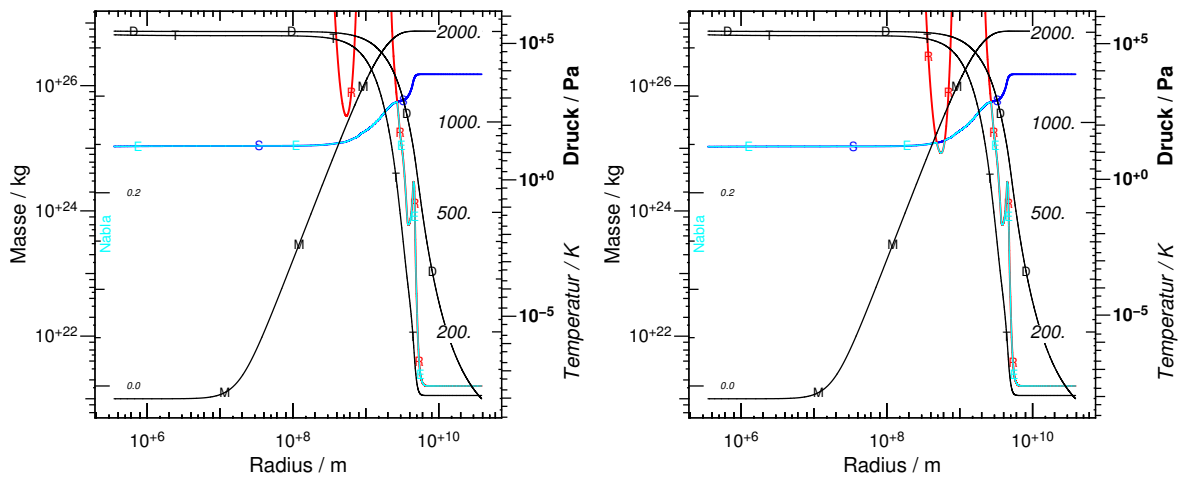 10+26
10+24
10+22
Masse / kg
Nabla
0.2
0.0
10+6
10+8
10+10
Radius / m
2000.
1000.
500.
200.
10+5
10+0
10−5
Druck / Pa
Temperatur / K
D
T
D
T
M
R
S
D
R
E
E
S
E
T
R
E
M
D
T
R
E
M
10+26
10+24
10+22
Masse / kg
Nabla
0.2
0.0
10+6
10+8
10+10
Radius / m
2000.
1000.
500.
200.
10+5
10+0
10−5
Druck / Pa
Temperatur / K
D
T
D
T
R
M
R
S
D
R
E
E
S
E
T
R
E
M
D
T
R
E
M